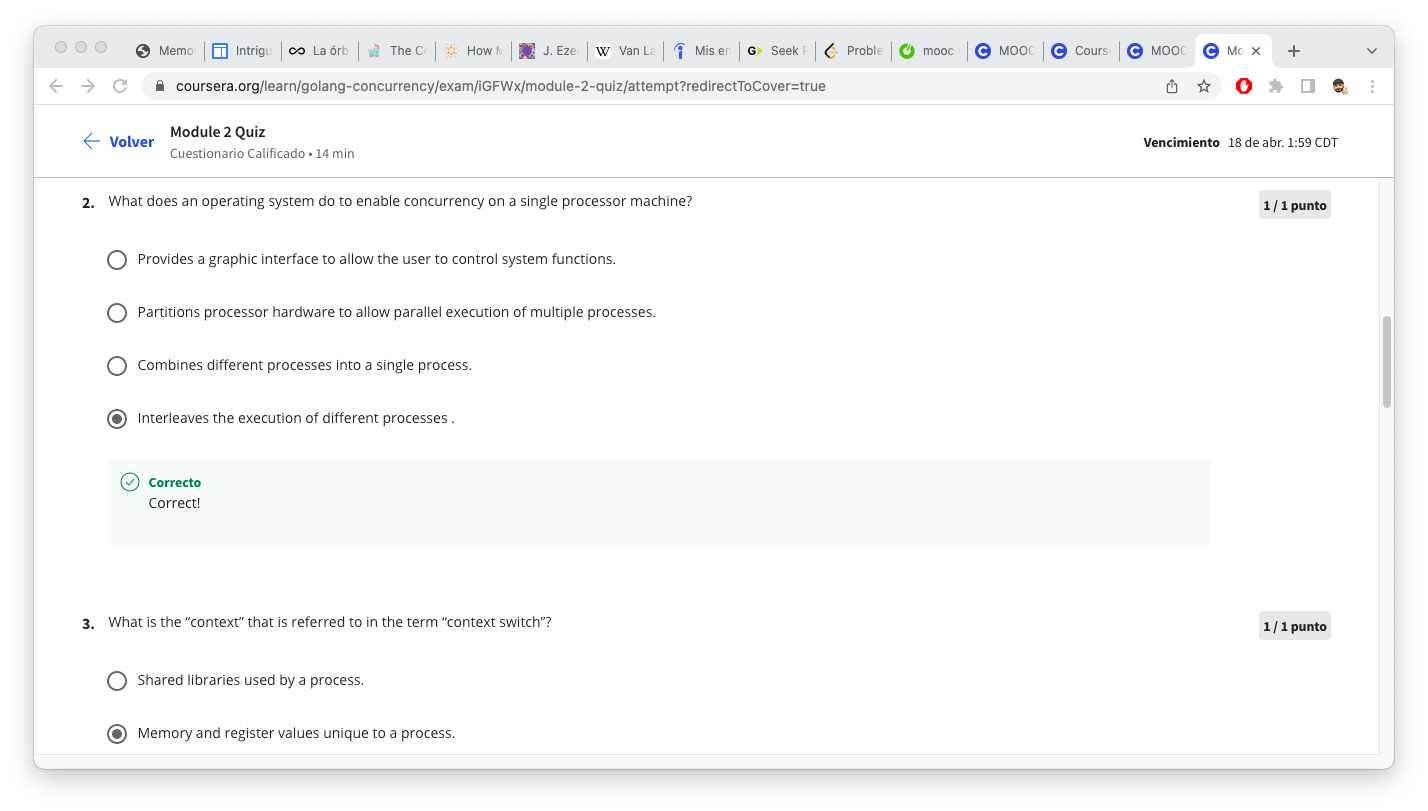 Memo
Intrigu
La órb
The Co
How M
J. Ezec
Van La
Mis en
Seek F
Proble
mooc
MOOC
Cours
MOOC
Mo
coursera.org/learn/golang-concurrency/exam/iGFWx/module-2-quiz/attempt?redirectToCover=true
Volver
Module 2 Quiz
Cuestionario Calificado • 14 min
Vencimiento 18 de abr. 1:59 CDT
2. What does an operating system do to enable concurrency on a single processor machine?
1 / 1 punto
Provides a graphic interface to allow the user to control system functions.
Partitions processor hardware to allow parallel execution of multiple processes.
Combines different processes into a single process.
Interleaves the execution of different processes .
Correcto
Correct!
3. What is the “context” that is referred to in the term “context switch”?
1 / 1 punto
Shared libraries used by a process.
Memory and register values unique to a process.